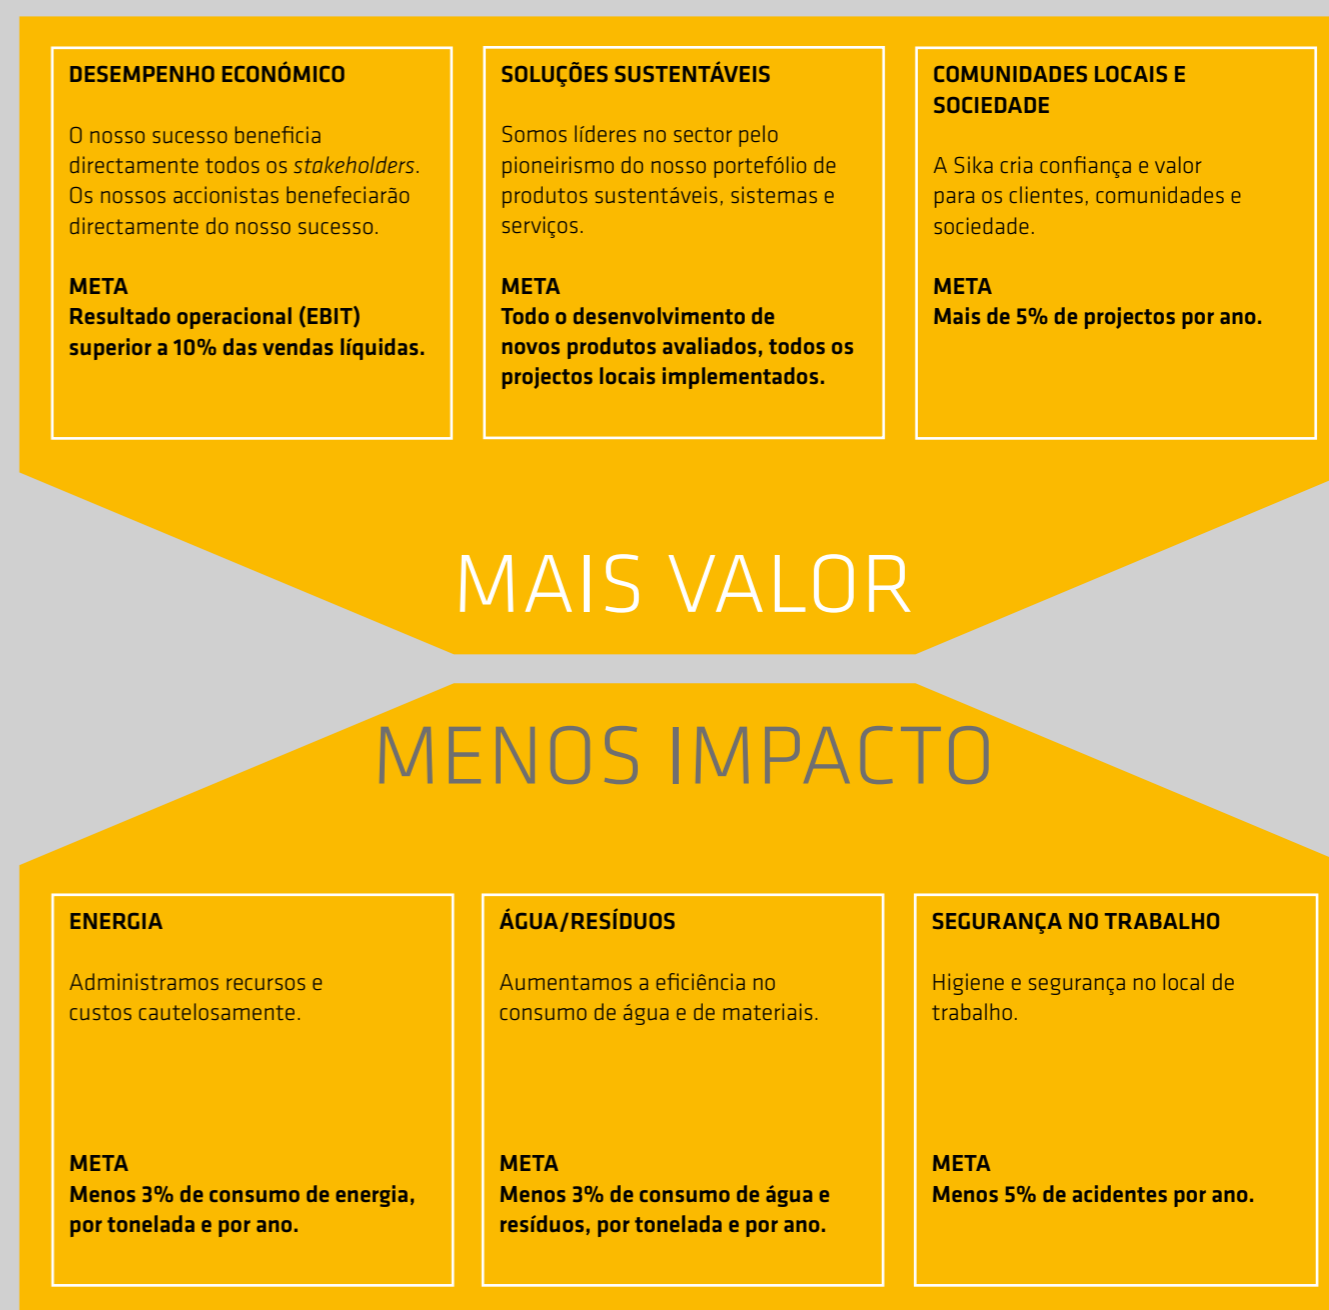 DESEMPENHO ECONÓMICO
O nosso sucesso beneficia
directamente todos os stakeholders.
Os nossos accionistas benefeciarão
directamente do nosso sucesso.
META
Resultado operacional (EBIT)
superior a 10% das vendas líquidas.
SOLUÇÕES SUSTENTÁVEIS
Somos líderes no sector pelo
pioneirismo do nosso portefólio de
produtos sustentáveis, sistemas e
serviços.
META
Todo o desenvolvimento de
novos produtos avaliados, todos os
projectos locais implementados.
COMUNIDADES LOCAIS E
SOCIEDADE
A Sika cria confiança e valor
para os clientes, comunidades e
sociedade.
META
Mais de 5% de projectos por ano.
MAIS VALOR
MENOS IMPACTO
ENERGIA
Administramos recursos e
custos cautelosamente.
META
Menos 3% de consumo de energia,
por tonelada e por ano.
ÁGUA/RESÍDUOS
Aumentamos a eficiência no
consumo de água e de materiais.
META
Menos 3% de consumo de água e
resíduos, por tonelada e por ano.
SEGURANÇA NO TRABALHO
Higiene e segurança no local de
trabalho.
META
Menos 5% de acidentes por ano.